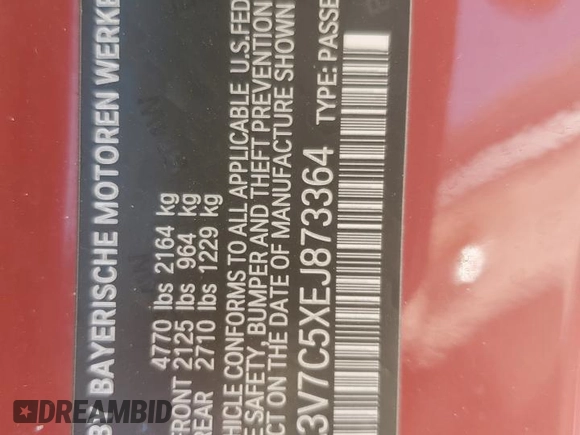 BY BAYERISCHE MOTOREN WERKE
4770 lbs 2164 kg
FRONT 2125 lbs 964 kg
REAR 2710 lbs 1229 kg
HICLE CONFORMS TO ALL APPLICABLE U.S.FED
E SAFETY, BUMPER AND THEFT PREVENTION
CT ON THE DATE OF MANUFACTURE SHOWN
3V7C5XEJ873364 TYPE: PASSE
DREAMBID